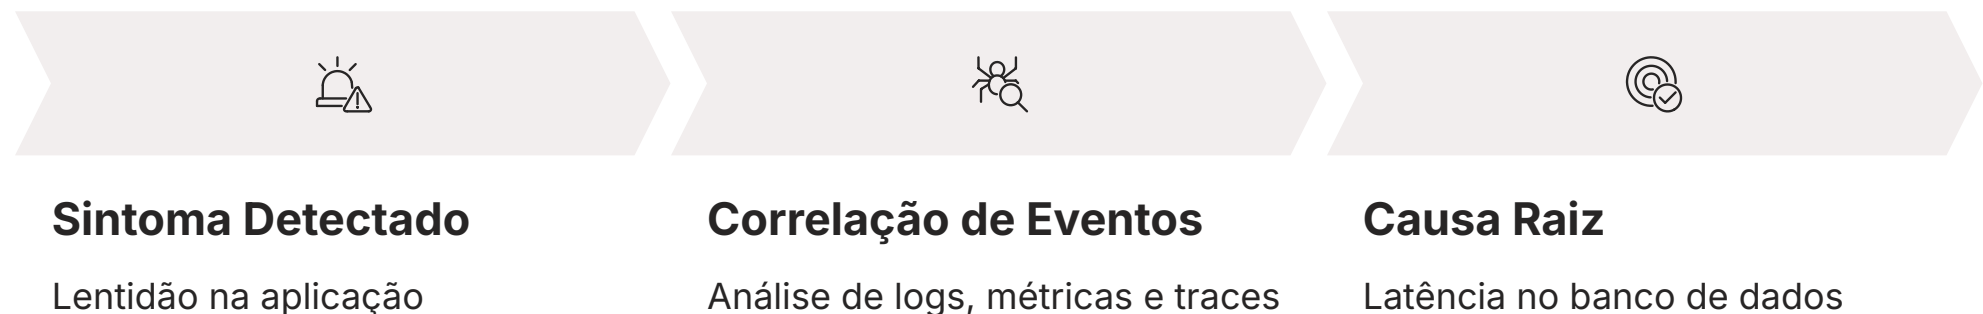 Sintoma Detectado
Lentidão na aplicação
Correlação de Eventos
Análise de logs, métricas e traces
Causa Raiz
Latência no banco de dados